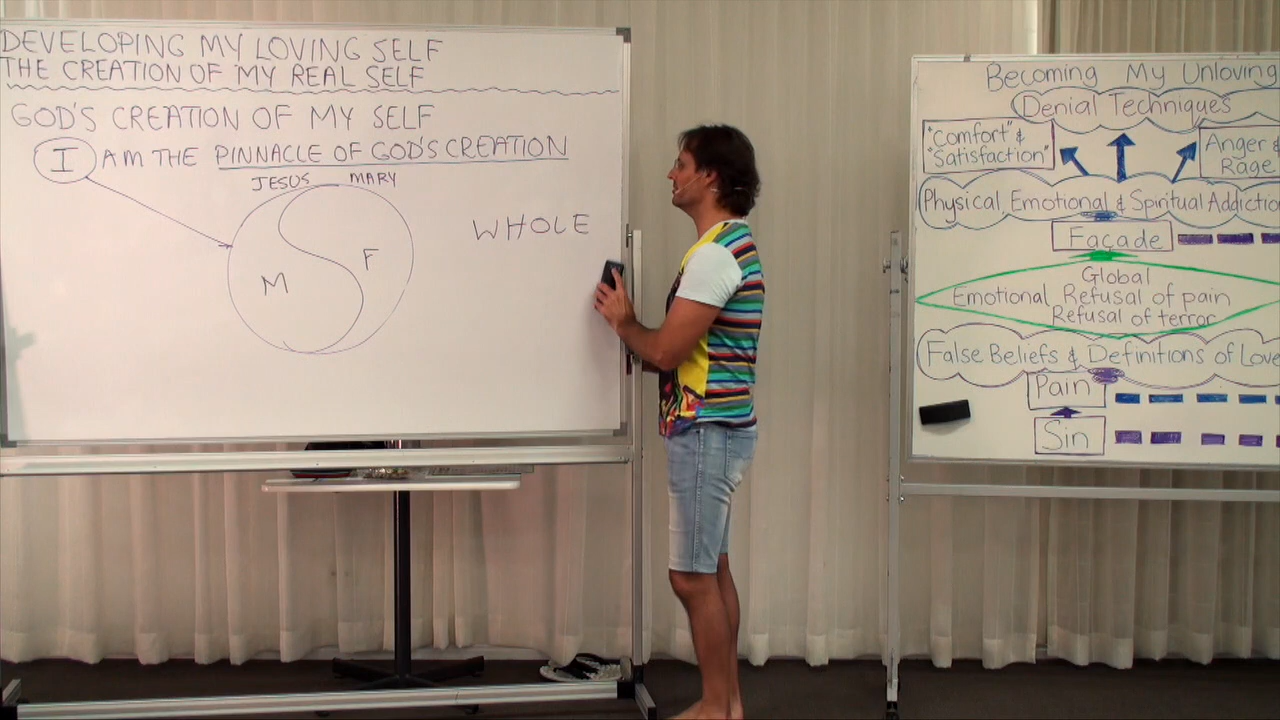 DEVELOPING MY LOVING SELF
THE CREATION OF MY REAL SELF
GOD'S CREATION OF MY SELF
I AM THE PINNACLE OF GOD'S CREATION
JESUS MARY
WHOLE
M F
Becoming My Unloving
Denial Techniques
"Comfort" &
"Satisfaction"
Anger &
Rage
Physical, Emotional & Spiritual Addictio
Façade
Global
Emotional Refusal of pain
Refusal of terror
False Beliefs & Definitions of Love
Pain
Sin